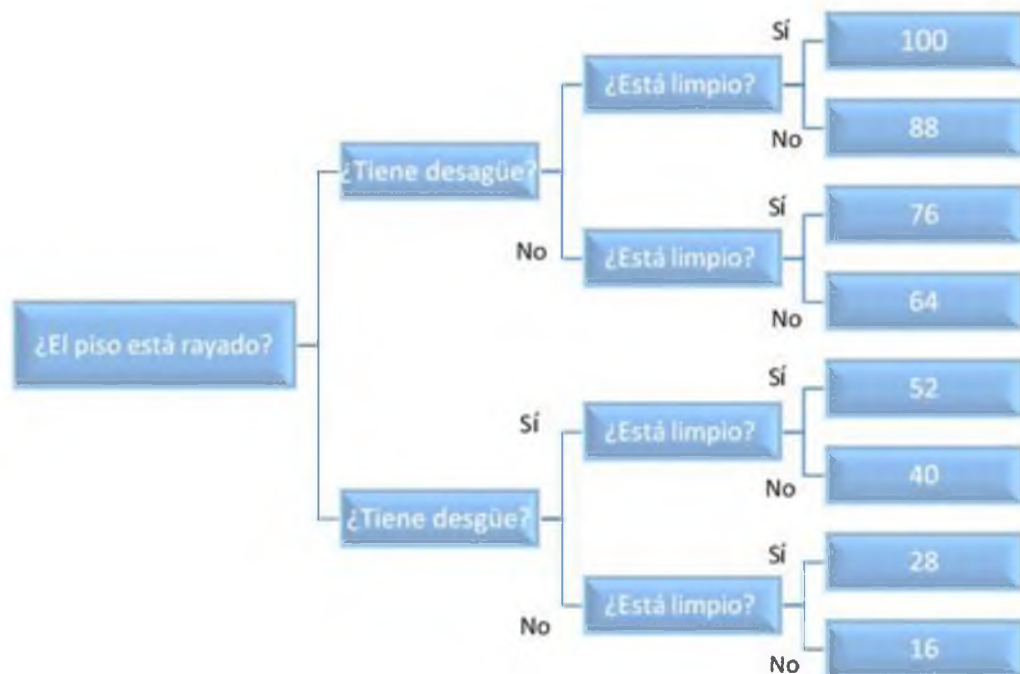 Sí
100
¿Está limpio?
No
88
¿Tiene desagüe?
Sí
76
No
¿Está limpio?
No
64
¿El piso está rayado?
Sí
52
Sí
¿Está limpio?
No
40
¿Tiene desgüe?
Sí
28
No
¿Está limpio?
No
16